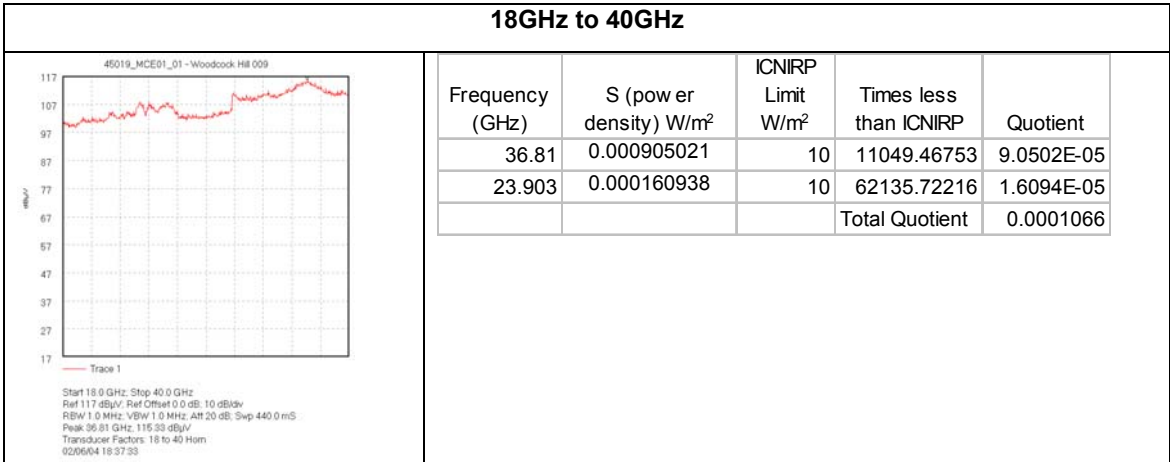 18GHz to 40GHz
45019_MCE01_01 - Woodcock Hill 009
117
107
97
87
77
67
57
47
37
27
17
dBµV
Trace 1
Start 18.0 GHz; Stop 40.0 GHz
Ref 117 dBµV; Ref Offset 0.0 dB; 10 dB/div
RBW 1.0 MHz; VBW 1.0 MHz; Att 20 dB; Swp 440.0 mS
Peak 36.81 GHz, 115.33 dBµV
Transducer Factors: 18 to 40 Horn
02/06/04 18:37:33
Frequency (GHz) S (pow er density) W/m² ICNIRP Limit W/m² Times less than ICNIRP Quotient
36.81 0.000905021 10 11049.46753 9.0502E-05
23.903 0.000160938 10 62135.72216 1.6094E-05
Total Quotient 0.0001066